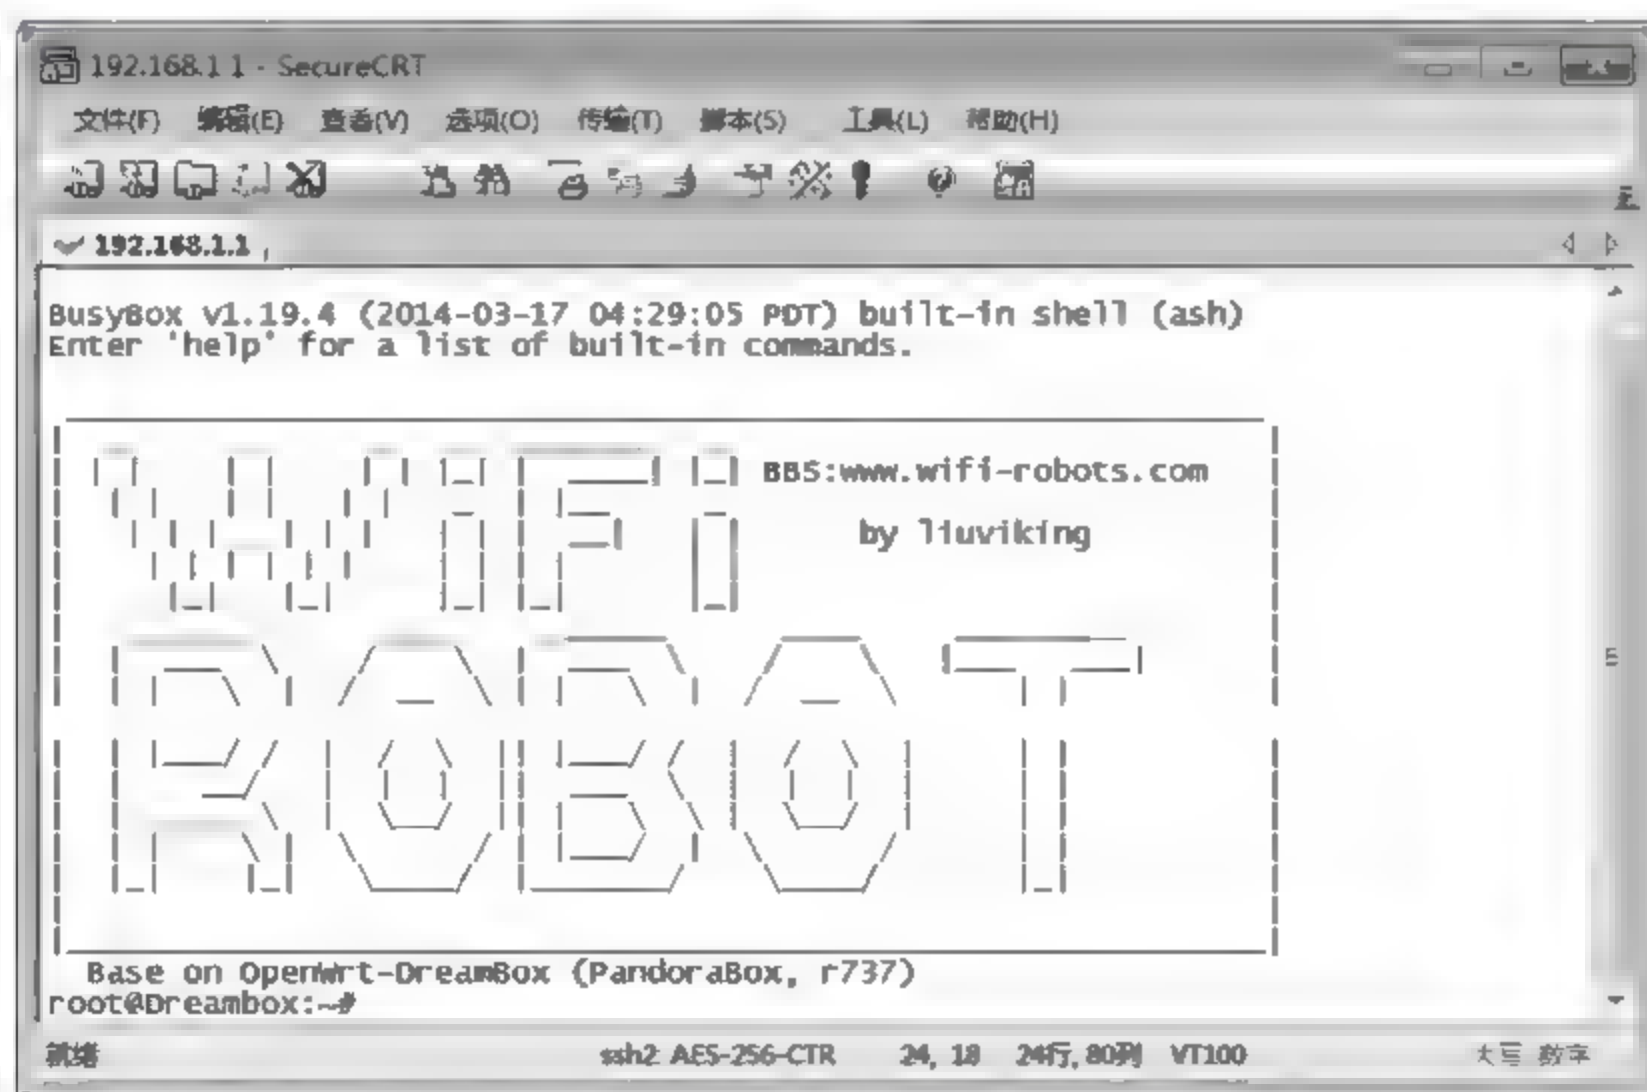 192.168.1.1 - SecureCRT
文件(F) 编辑(E) 查看(V) 选项(O) 传输(T) 脚本(S) 工具(L) 帮助(H)
192.168.1.1
BusyBox v1.19.4 (2014-03-17 04:29:05 PDT) built-in shell (ash)
Enter 'help' for a list of built-in commands.
WiFi
BBS:www.wifi-robots.com
by liuviking
ROBOT
Base on OpenWrt-DreamBox (PandoraBox, r737)
root@Dreambox:~#
就绪 ssh2 AES-256-CTR 24, 18 24行, 80列 VT100 大写 数字